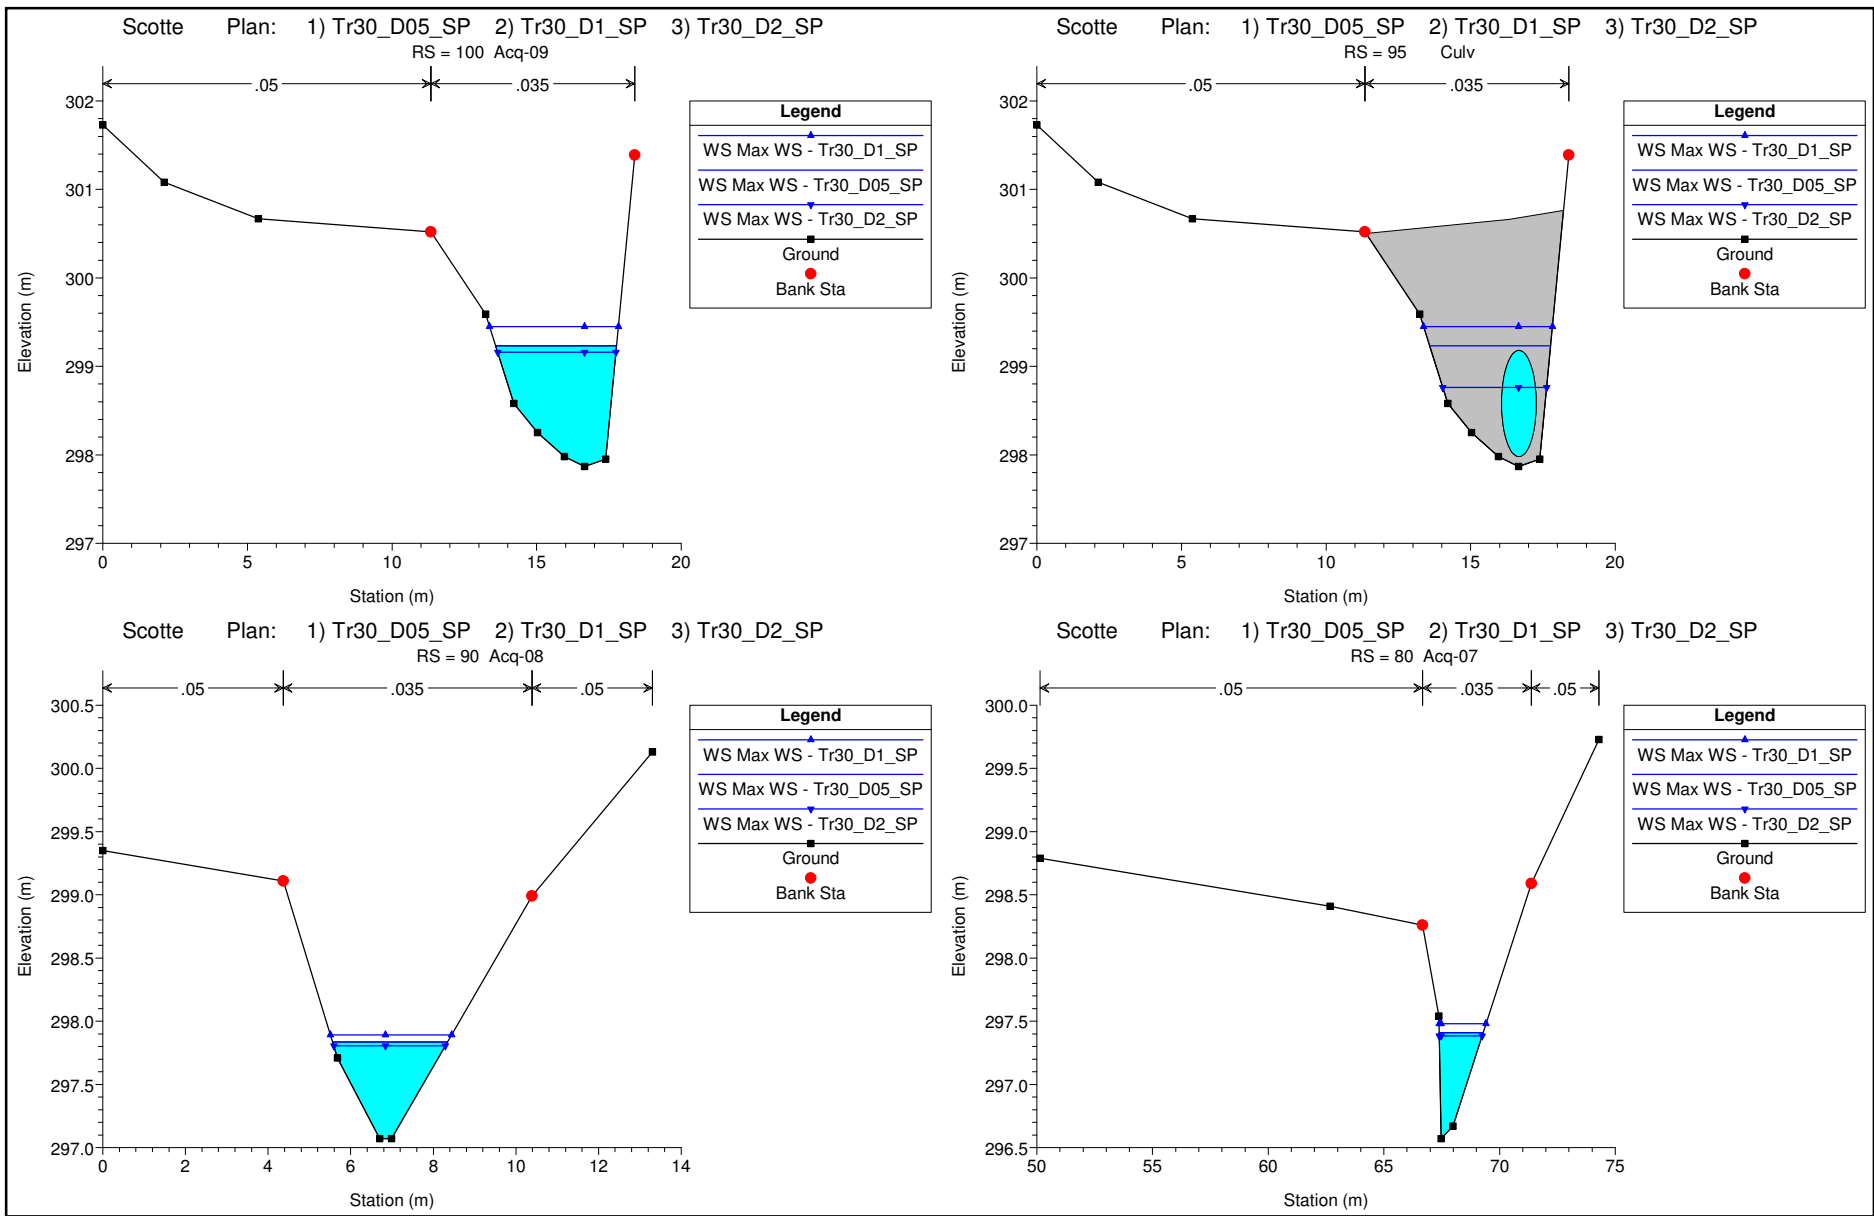 Scotte Plan: 1) Tr30_D05_SP 2) Tr30_D1_SP 3) Tr30_D2_SP
RS = 100 Acq-09
.05 .035
302
301
300
299
298
297
Elevation (m)
0 5 10 15 20
Station (m)
Legend
WS Max WS - Tr30_D1_SP
WS Max WS - Tr30_D05_SP
WS Max WS - Tr30_D2_SP
Ground
Bank Sta
Scotte Plan: 1) Tr30_D05_SP 2) Tr30_D1_SP 3) Tr30_D2_SP
RS = 95 Culv
.05 .035
302
301
300
299
298
297
Elevation (m)
0 5 10 15 20
Station (m)
Legend
WS Max WS - Tr30_D1_SP
WS Max WS - Tr30_D05_SP
WS Max WS - Tr30_D2_SP
Ground
Bank Sta
Scotte Plan: 1) Tr30_D05_SP 2) Tr30_D1_SP 3) Tr30_D2_SP
RS = 90 Acq-08
.05 .035 .05
300.5
300.0
299.5
299.0
298.5
298.0
297.5
297.0
Elevation (m)
0 2 4 6 8 10 12 14
Station (m)
Legend
WS Max WS - Tr30_D1_SP
WS Max WS - Tr30_D05_SP
WS Max WS - Tr30_D2_SP
Ground
Bank Sta
Scotte Plan: 1) Tr30_D05_SP 2) Tr30_D1_SP 3) Tr30_D2_SP
RS = 80 Acq-07
.05 .035 .05
300.0
299.5
299.0
298.5
298.0
297.5
297.0
296.5
Elevation (m)
50 55 60 65 70 75
Station (m)
Legend
WS Max WS - Tr30_D1_SP
WS Max WS - Tr30_D05_SP
WS Max WS - Tr30_D2_SP
Ground
Bank Sta